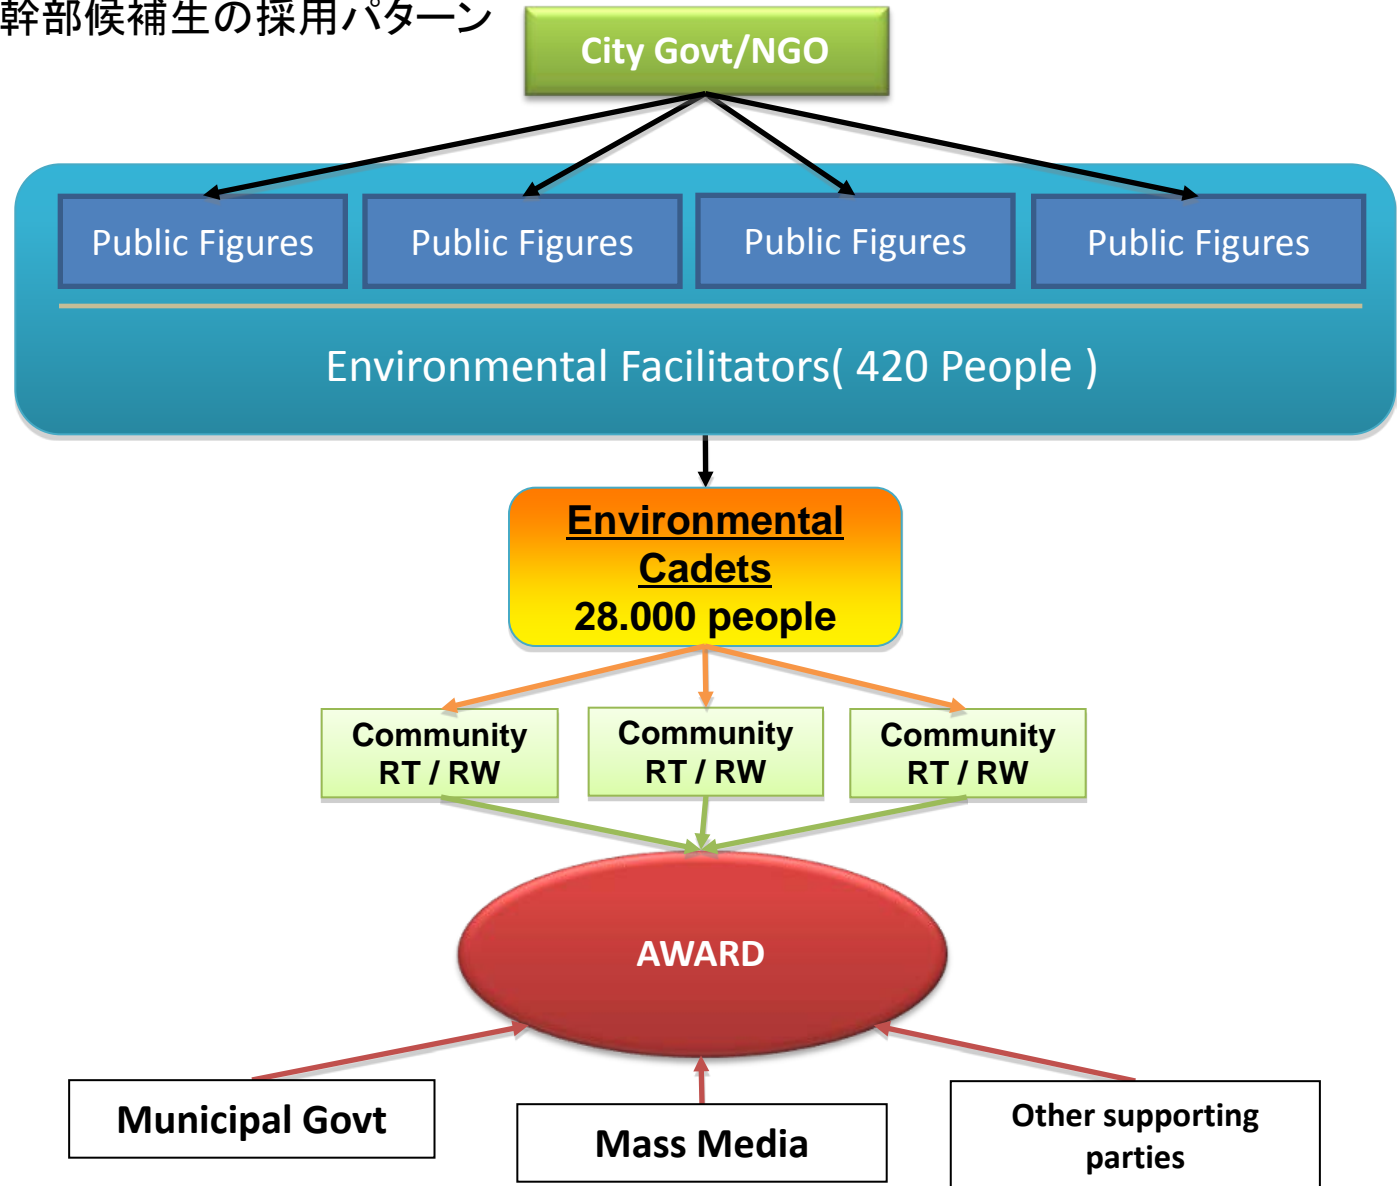 幹部候補生の採用パターン
City Govt/NGO
Public Figures
Public Figures
Public Figures
Public Figures
Environmental Facilitators( 420 People )
Environmental
Cadets
28.000 people
Community
RT / RW
Community
RT / RW
Community
RT / RW
AWARD
Municipal Govt
Mass Media
Other supporting
parties